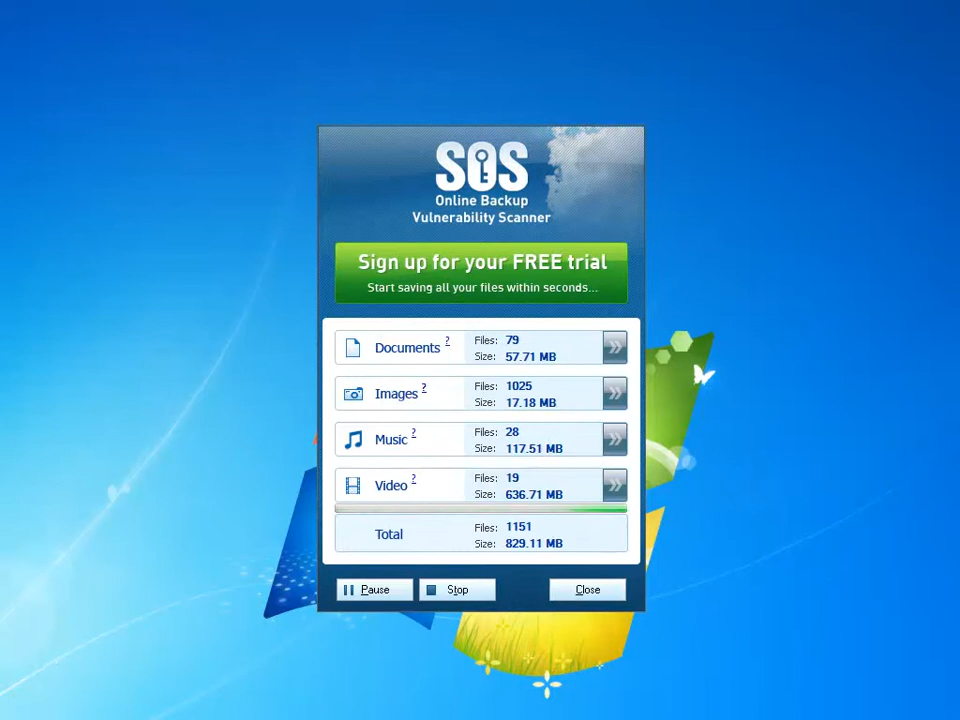 SOS
Online Backup
Vulnerability Scanner
Sign up for your FREE trial
Start saving all your files within seconds...
Documents ? Files: 79
Size: 57.71 MB
Images ? Files: 1025
Size: 17.18 MB
Music ? Files: 28
Size: 117.51 MB
Video ? Files: 19
Size: 636.71 MB
Total Files: 1151
Size: 829.11 MB
Pause Stop Close